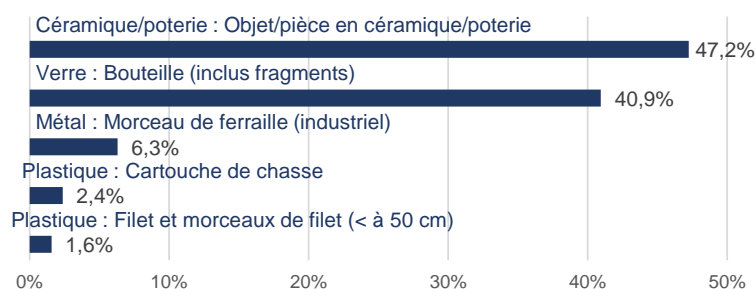 Céramique/poterie : Objet/pièce en céramique/poterie
47,2%
Verre : Bouteille (inclus fragments)
40,9%
Métal : Morceau de ferraille (industriel)
6,3%
Plastique : Cartouche de chasse
2,4%
Plastique : Filet et morceaux de filet (< à 50 cm)
1,6%
0% 10% 20% 30% 40% 50%